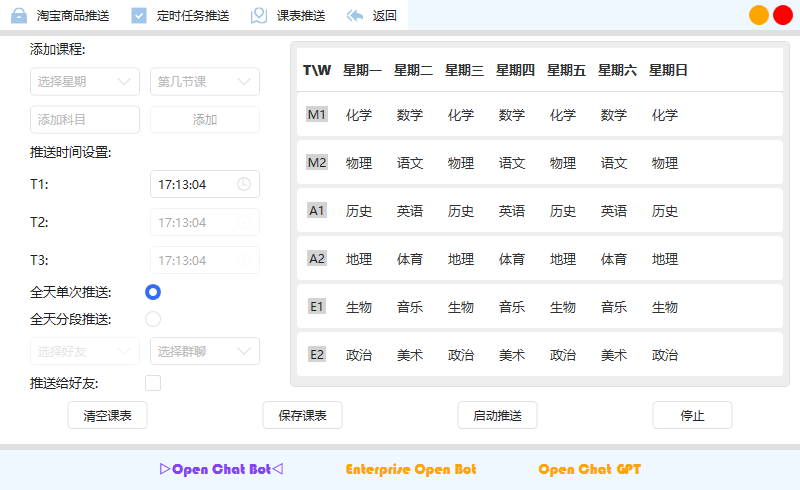 淘宝商品推送 定时任务推送 课表推送 返回
添加课程:
选择星期 第几节课
添加科目 添加
推送时间设置:
T1: 17:13:04
T2: 17:13:04
T3: 17:13:04
全天单次推送:
全天分段推送:
选择好友 选择群聊
推送给好友:
T\W 星期一 星期二 星期三 星期四 星期五 星期六 星期日
M1 化学 数学 化学 数学 化学 数学 化学
M2 物理 语文 物理 语文 物理 语文 物理
A1 历史 英语 历史 英语 历史 英语 历史
A2 地理 体育 地理 体育 地理 体育 地理
E1 生物 音乐 生物 音乐 生物 音乐 生物
E2 政治 美术 政治 美术 政治 美术 政治
清空课表 保存课表 启动推送 停止
▷Open Chat Bot◁ Enterprise Open Bot Open Chat GPT